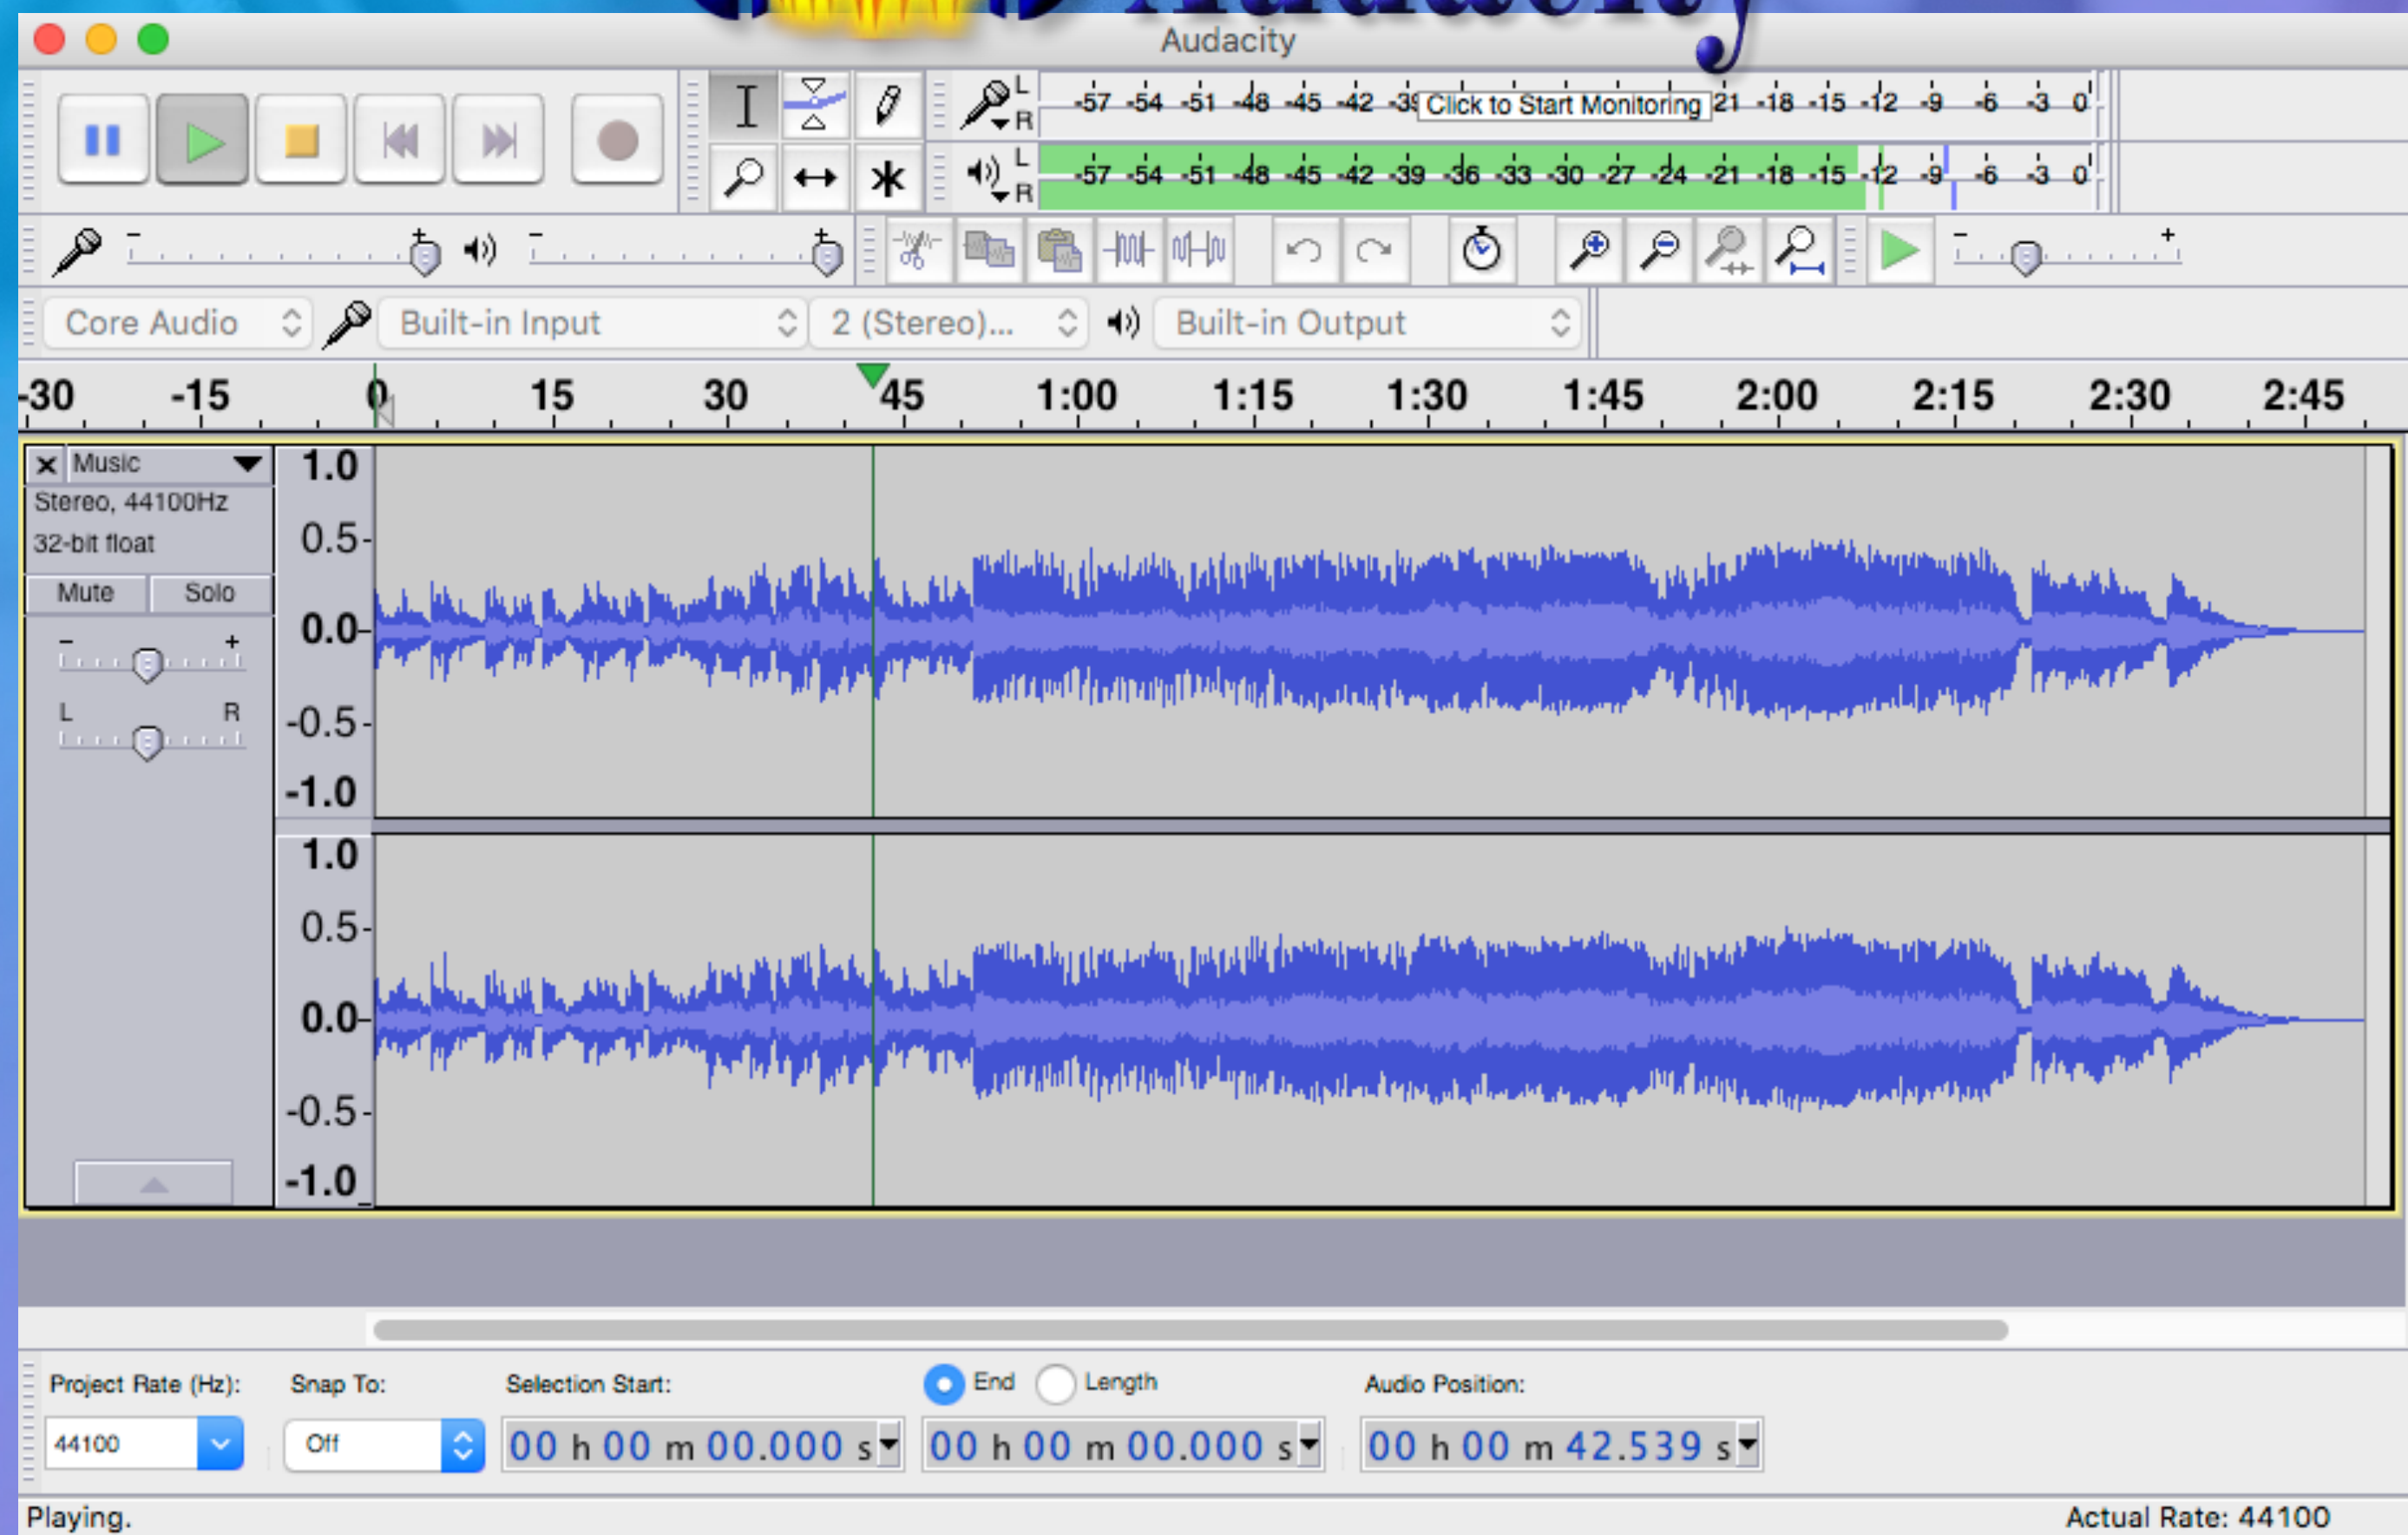 Audacity
Audacity
L -57 -54 -51 -48 -45 -42 -39 Click to Start Monitoring 21 -18 -15 -12 -9 -6 -3 0
R
L -57 -54 -51 -48 -45 -42 -39 -36 -33 -30 -27 -24 -21 -18 -15 -12 -9 -6 -3 0
R
- + - + - +
Core Audio Built-in Input 2 (Stereo)... Built-in Output
-30 -15 0 15 30 45 1:00 1:15 1:30 1:45 2:00 2:15 2:30 2:45
Music 1.0
Stereo, 44100Hz
32-bit float 0.5
Mute Solo
0.0
- +
L R
-0.5
-1.0
1.0
0.5
0.0
-0.5
-1.0
Project Rate (Hz): Snap To: Selection Start: End Length Audio Position:
44100 Off 00 h 00 m 00.000 s 00 h 00 m 00.000 s 00 h 00 m 42.539 s
Playing. Actual Rate: 44100